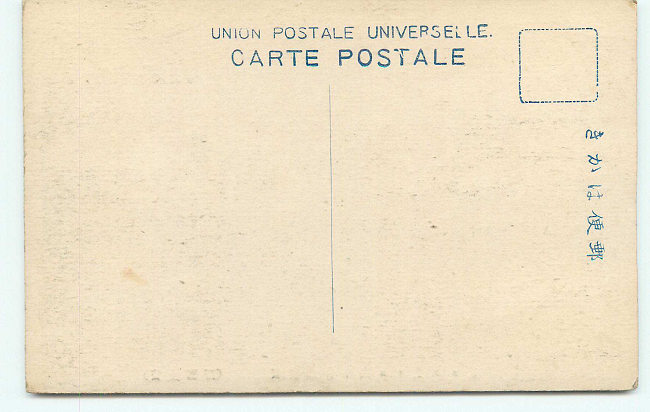 UNION POSTALE UNIVERSELLE.
CARTE POSTALE
郵便はかき